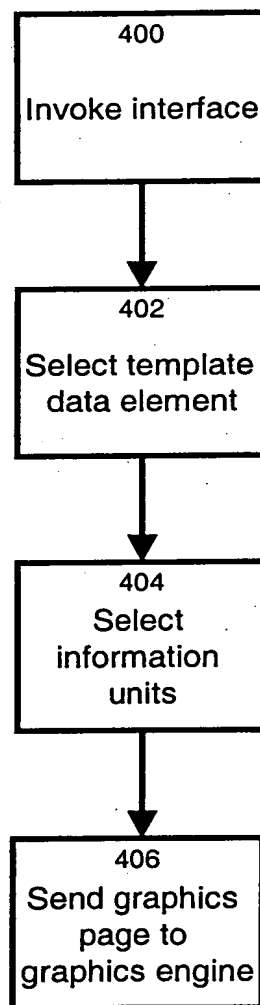 400
Invoke interface
402
Select template
data element
404
Select
information
units
406
Send graphics
page to
graphics engine